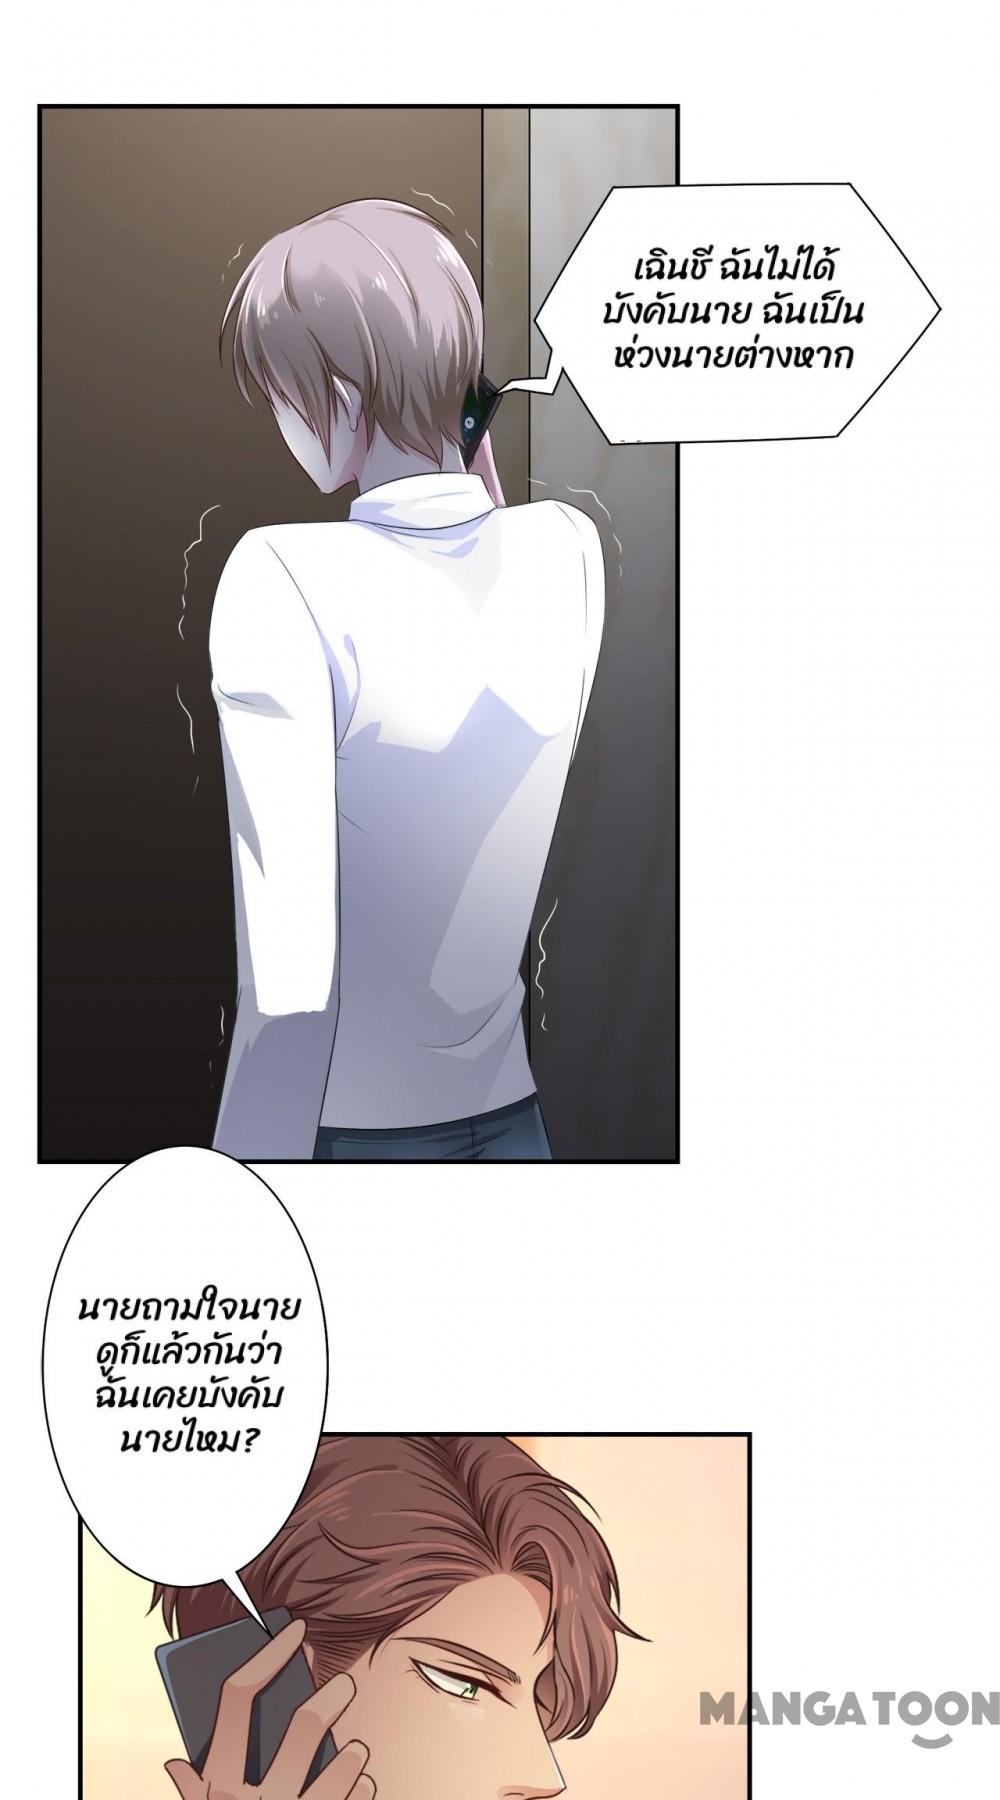 เฉินชี ฉันไม่ได้
บังคับนาย ฉันเป็น
ห่วงนายต่างหาก
นายถามใจนาย
ดูก็แล้วกันว่า
ฉันเคยบังคับ
นายไหม?
MANGATOON